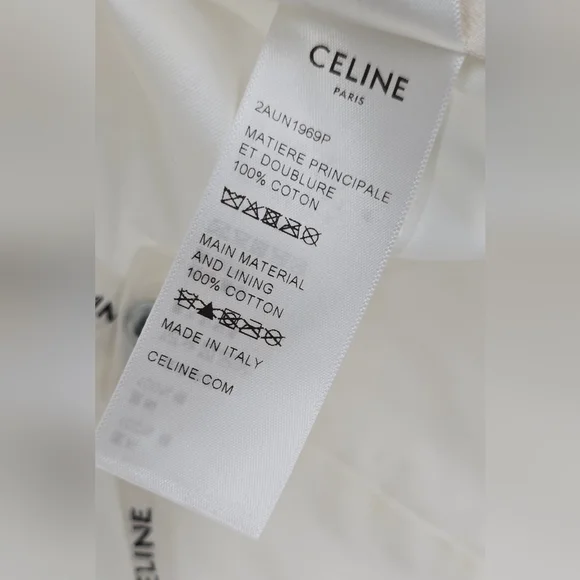 CELINE
PARIS
2AUN1969P
MATIERE PRINCIPALE
ET DOUBLURE
100% COTON
MAIN MATERIAL
AND LINING
100% COTTON
MADE IN ITALY
CELINE.COM
CELINE